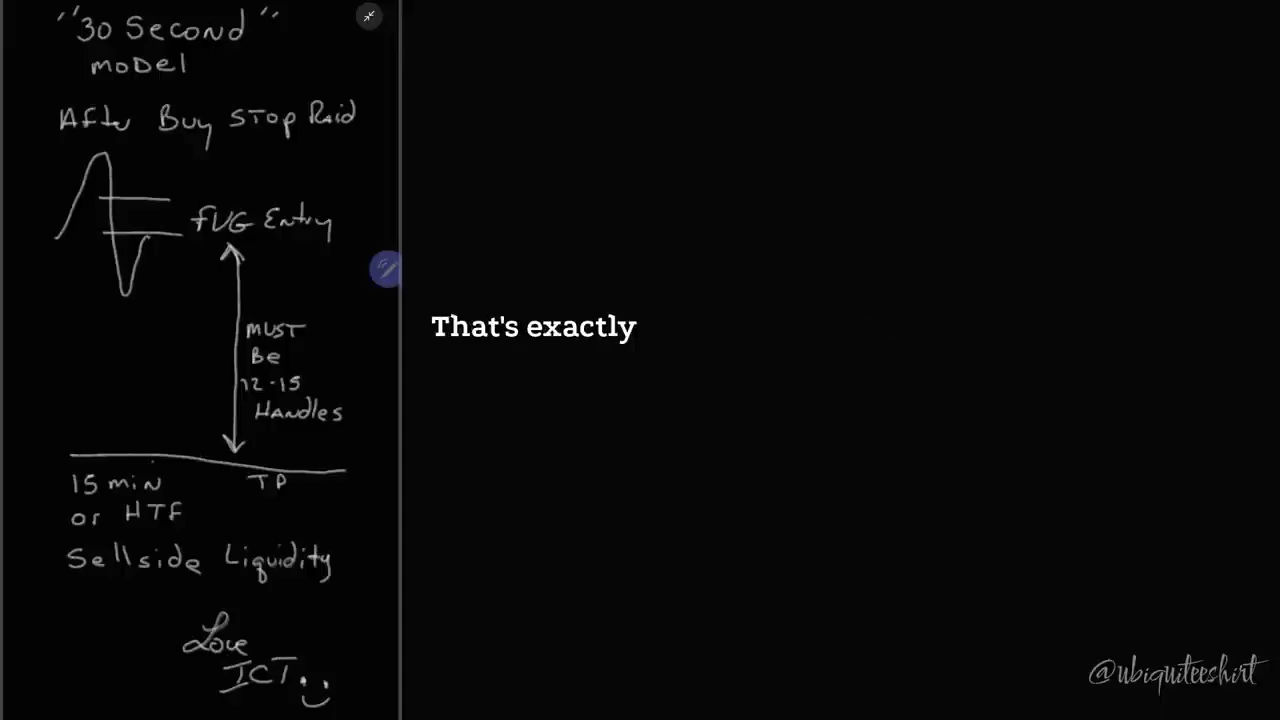 "30 Second"
moDel
After Buy STop Raid
FVG Entry
MUST
Be
12-15
HANdles
15 min
TP
or HTF
Sellside Liquidity
Love
ICT
That's exactly
@ubiquiteeshirt